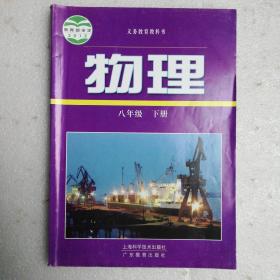 义务教育教科书
物理
八年级 下册
上海科学技术出版社
广东教育出版社